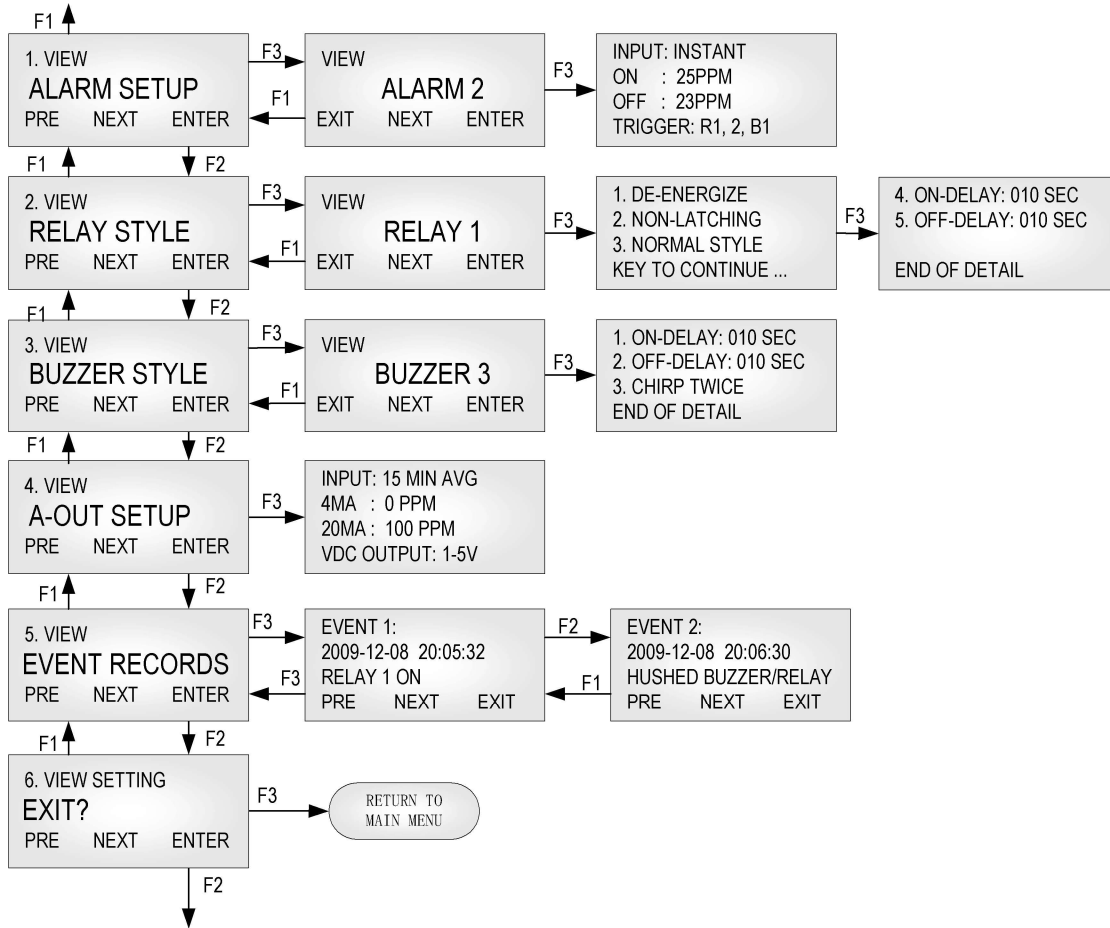 F1
1. VIEW
ALARM SETUP
PRE NEXT ENTER
F3
F1
VIEW
ALARM 2
EXIT NEXT ENTER
F3
INPUT: INSTANT
ON : 25PPM
OFF : 23PPM
TRIGGER: R1, 2, B1
F1
F2
2. VIEW
RELAY STYLE
PRE NEXT ENTER
F3
F1
VIEW
RELAY 1
EXIT NEXT ENTER
F3
1. DE-ENERGIZE
2. NON-LATCHING
3. NORMAL STYLE
KEY TO CONTINUE ...
F3
4. ON-DELAY: 010 SEC
5. OFF-DELAY: 010 SEC
END OF DETAIL
F1
F2
3. VIEW
BUZZER STYLE
PRE NEXT ENTER
F3
F1
VIEW
BUZZER 3
EXIT NEXT ENTER
F3
1. ON-DELAY: 010 SEC
2. OFF-DELAY: 010 SEC
3. CHIRP TWICE
END OF DETAIL
F1
F2
4. VIEW
A-OUT SETUP
PRE NEXT ENTER
F3
INPUT: 15 MIN AVG
4MA : 0 PPM
20MA : 100 PPM
VDC OUTPUT: 1-5V
F1
F2
5. VIEW
EVENT RECORDS
PRE NEXT ENTER
F3
F3
EVENT 1:
2009-12-08 20:05:32
RELAY 1 ON
PRE NEXT EXIT
F2
F1
EVENT 2:
2009-12-08 20:06:30
HUSHED BUZZER/RELAY
PRE NEXT EXIT
F1
F2
6. VIEW SETTING
EXIT?
PRE NEXT ENTER
F3
RETURN TO
MAIN MENU
F2